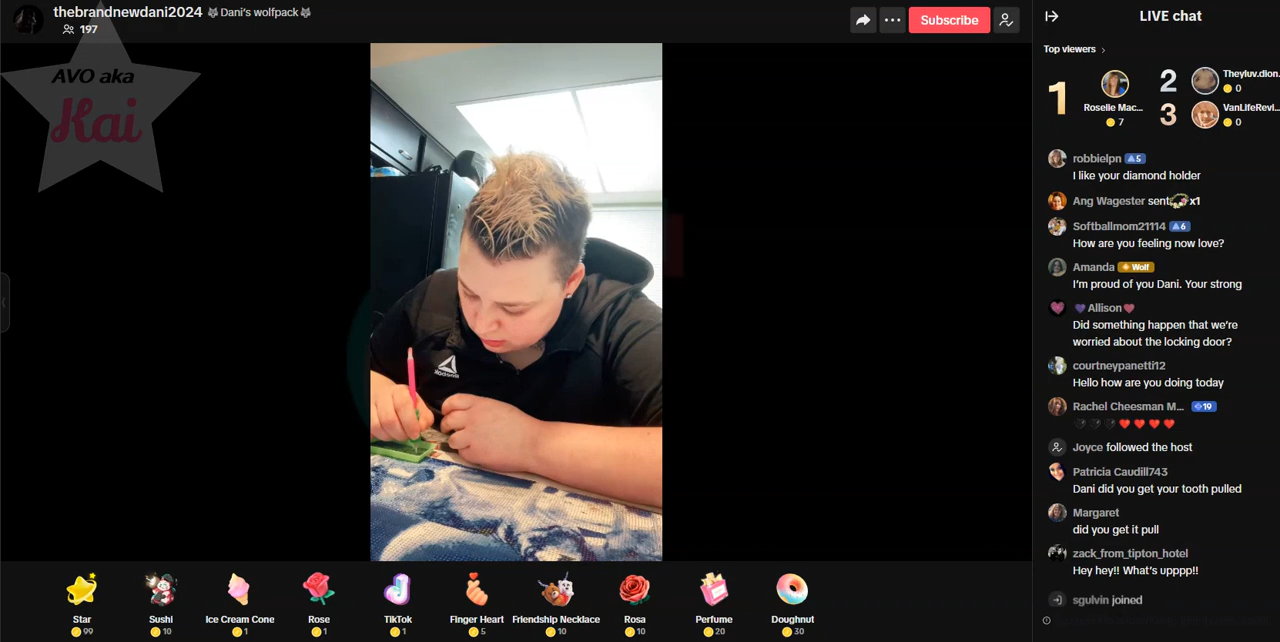 thebrandnewdani2024 🐺Dani's wolfpack🐺
197
Subscribe
AVO aka
Kai
Reebok
Star
99
Sushi
10
Ice Cream Cone
1
Rose
1
TikTok
1
Finger Heart
5
Friendship Necklace
10
Rosa
10
Perfume
20
Doughnut
30
LIVE chat
Top viewers
1
Roselle Mac...
7
2
Theyluv.dion.
0
3
VanLifeRevi...
0
robbielpn 5
I like your diamond holder
Ang Wagester sent x1
Softballmom21114 6
How are you feeling now love?
Amanda Wolf
I'm proud of you Dani. Your strong
💜Allison❤
Did something happen that we're
worried about the locking door?
courtneypanetti12
Hello how are you doing today
Rachel Cheesman M... 19
🖤🖤🖤❤❤❤❤
Joyce followed the host
Patricia Caudill743
Dani did you get your tooth pulled
Margaret
did you get it pull
zack_from_tipton_hotel
Hey hey!! What's upppp!!
sgulvin joined